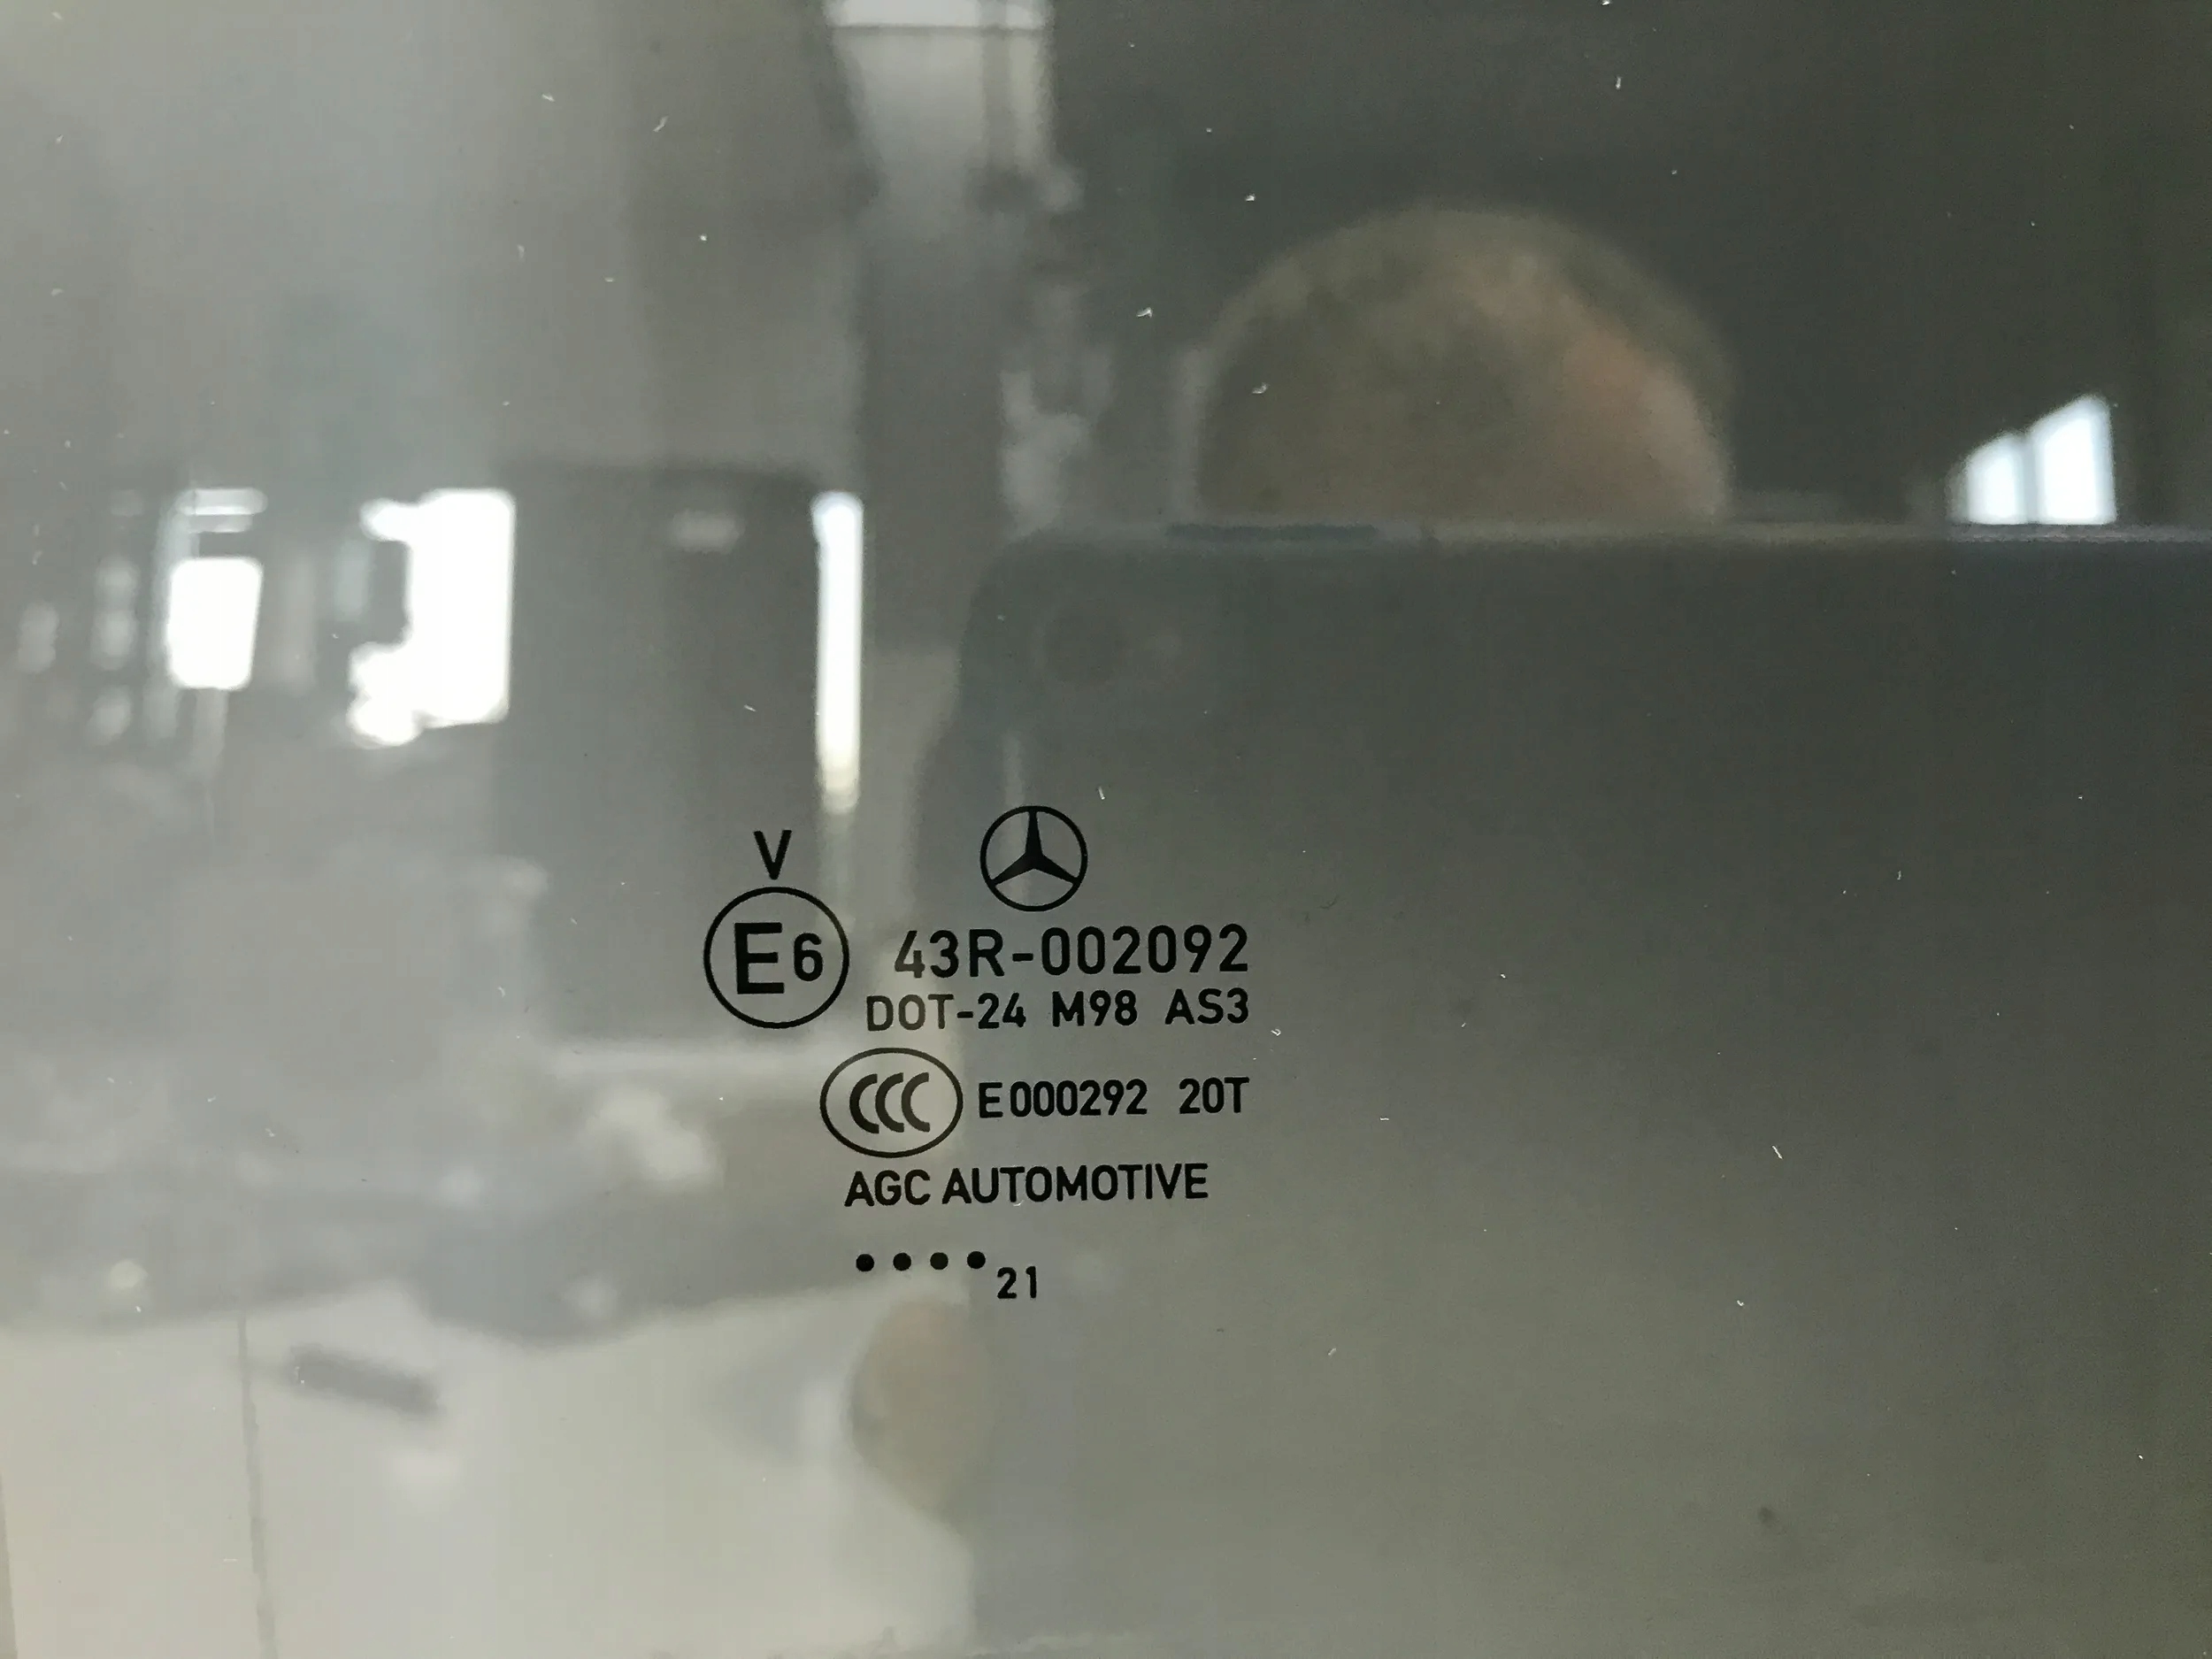 V
E6 43R-002092
DOT-24 M98 AS3
CCC E000292 20T
AGC AUTOMOTIVE
••••21